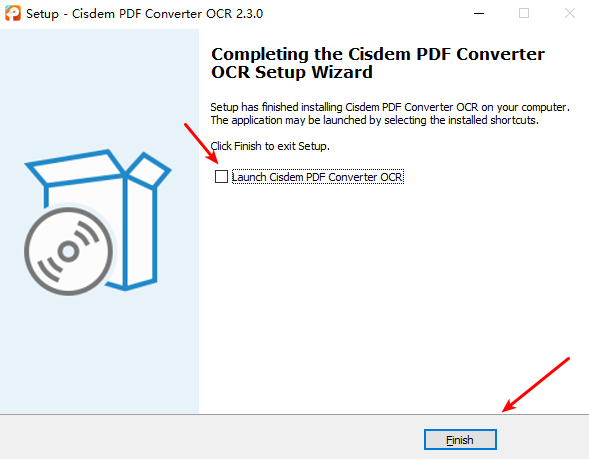 Setup - Cisdem PDF Converter OCR 2.3.0
Completing the Cisdem PDF Converter
OCR Setup Wizard
Setup has finished installing Cisdem PDF Converter OCR on your computer.
The application may be launched by selecting the installed shortcuts.
Click Finish to exit Setup.
Launch Cisdem PDF Converter OCR
Finish